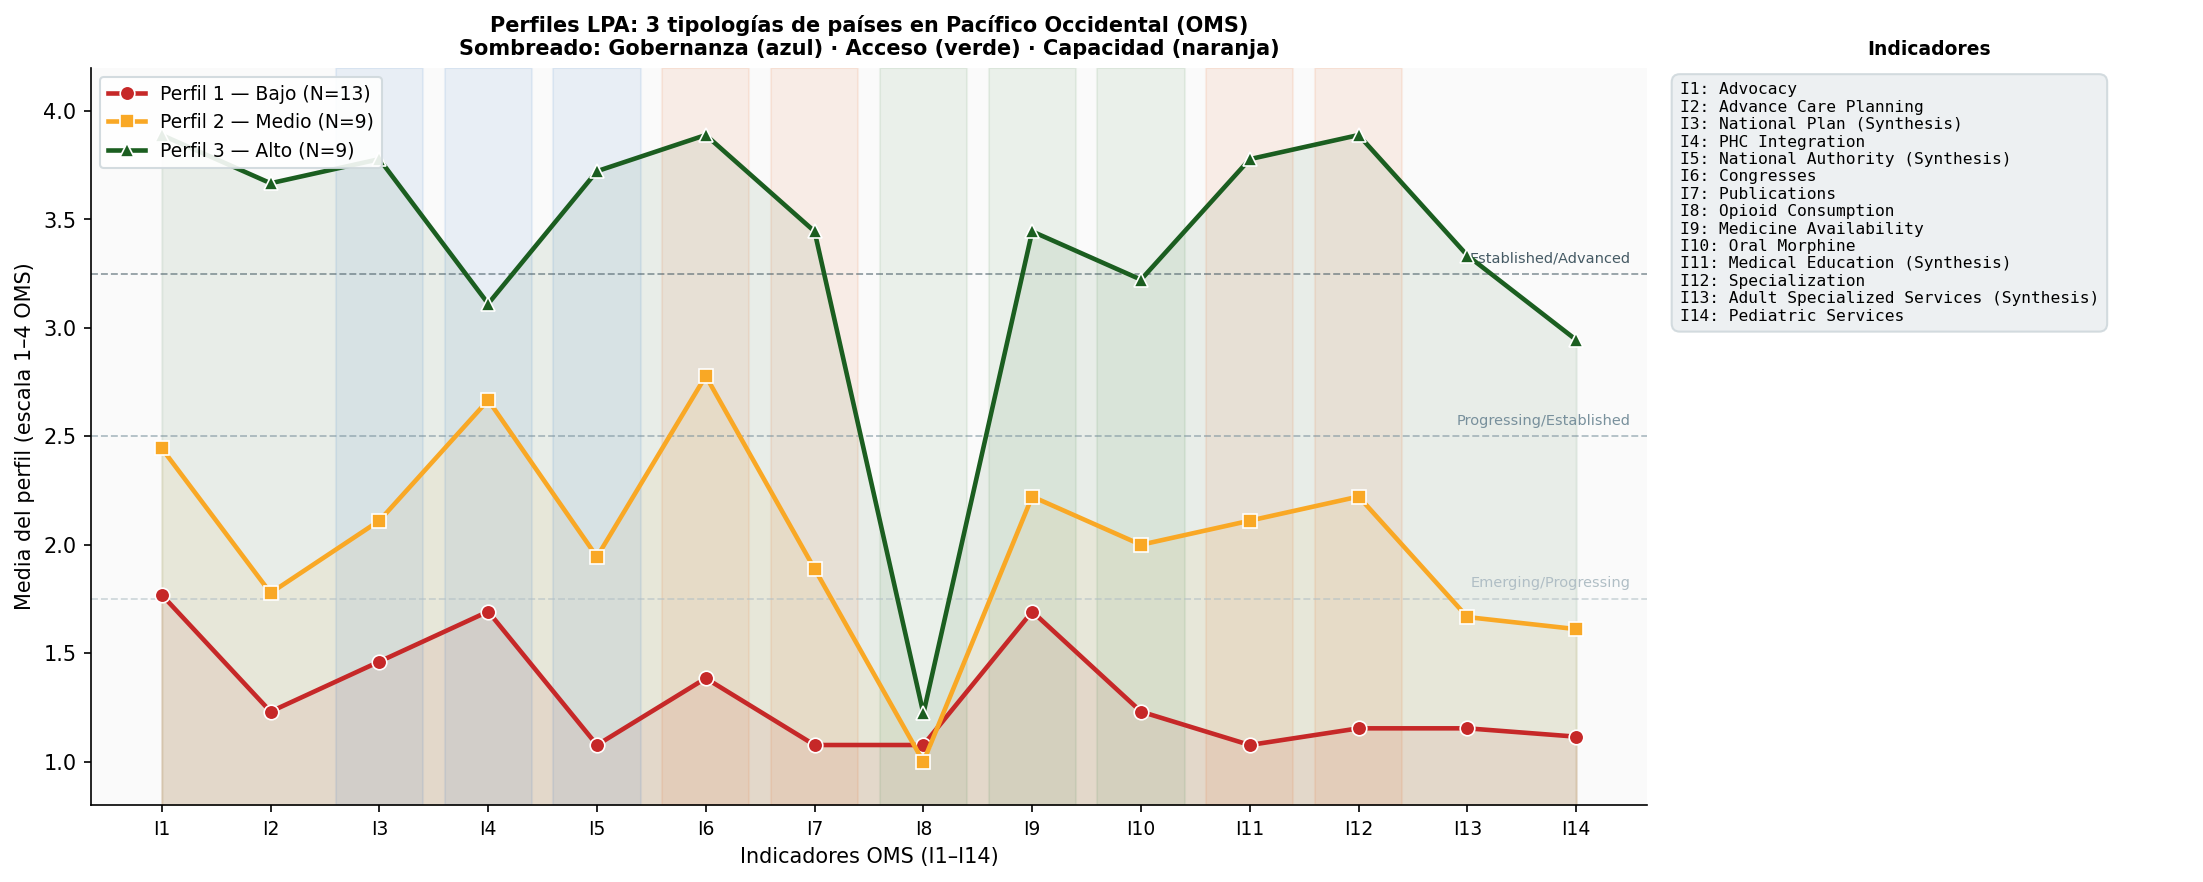 Perfiles LPA: 3 tipologías de países en Pacífico Occidental (OMS)
Sombreado: Gobernanza (azul) · Acceso (verde) · Capacidad (naranja)
Perfil 1 — Bajo (N=13)
Perfil 2 — Medio (N=9)
Perfil 3 — Alto (N=9)
Media del perfil (escala 1–4 OMS)
4.0
3.5
3.0
2.5
2.0
1.5
1.0
Established/Advanced
Progressing/Established
Emerging/Progressing
I1 I2 I3 I4 I5 I6 I7 I8 I9 I10 I11 I12 I13 I14
Indicadores OMS (I1–I14)
Indicadores
I1: Advocacy
I2: Advance Care Planning
I3: National Plan (Synthesis)
I4: PHC Integration
I5: National Authority (Synthesis)
I6: Congresses
I7: Publications
I8: Opioid Consumption
I9: Medicine Availability
I10: Oral Morphine
I11: Medical Education (Synthesis)
I12: Specialization
I13: Adult Specialized Services (Synthesis)
I14: Pediatric Services